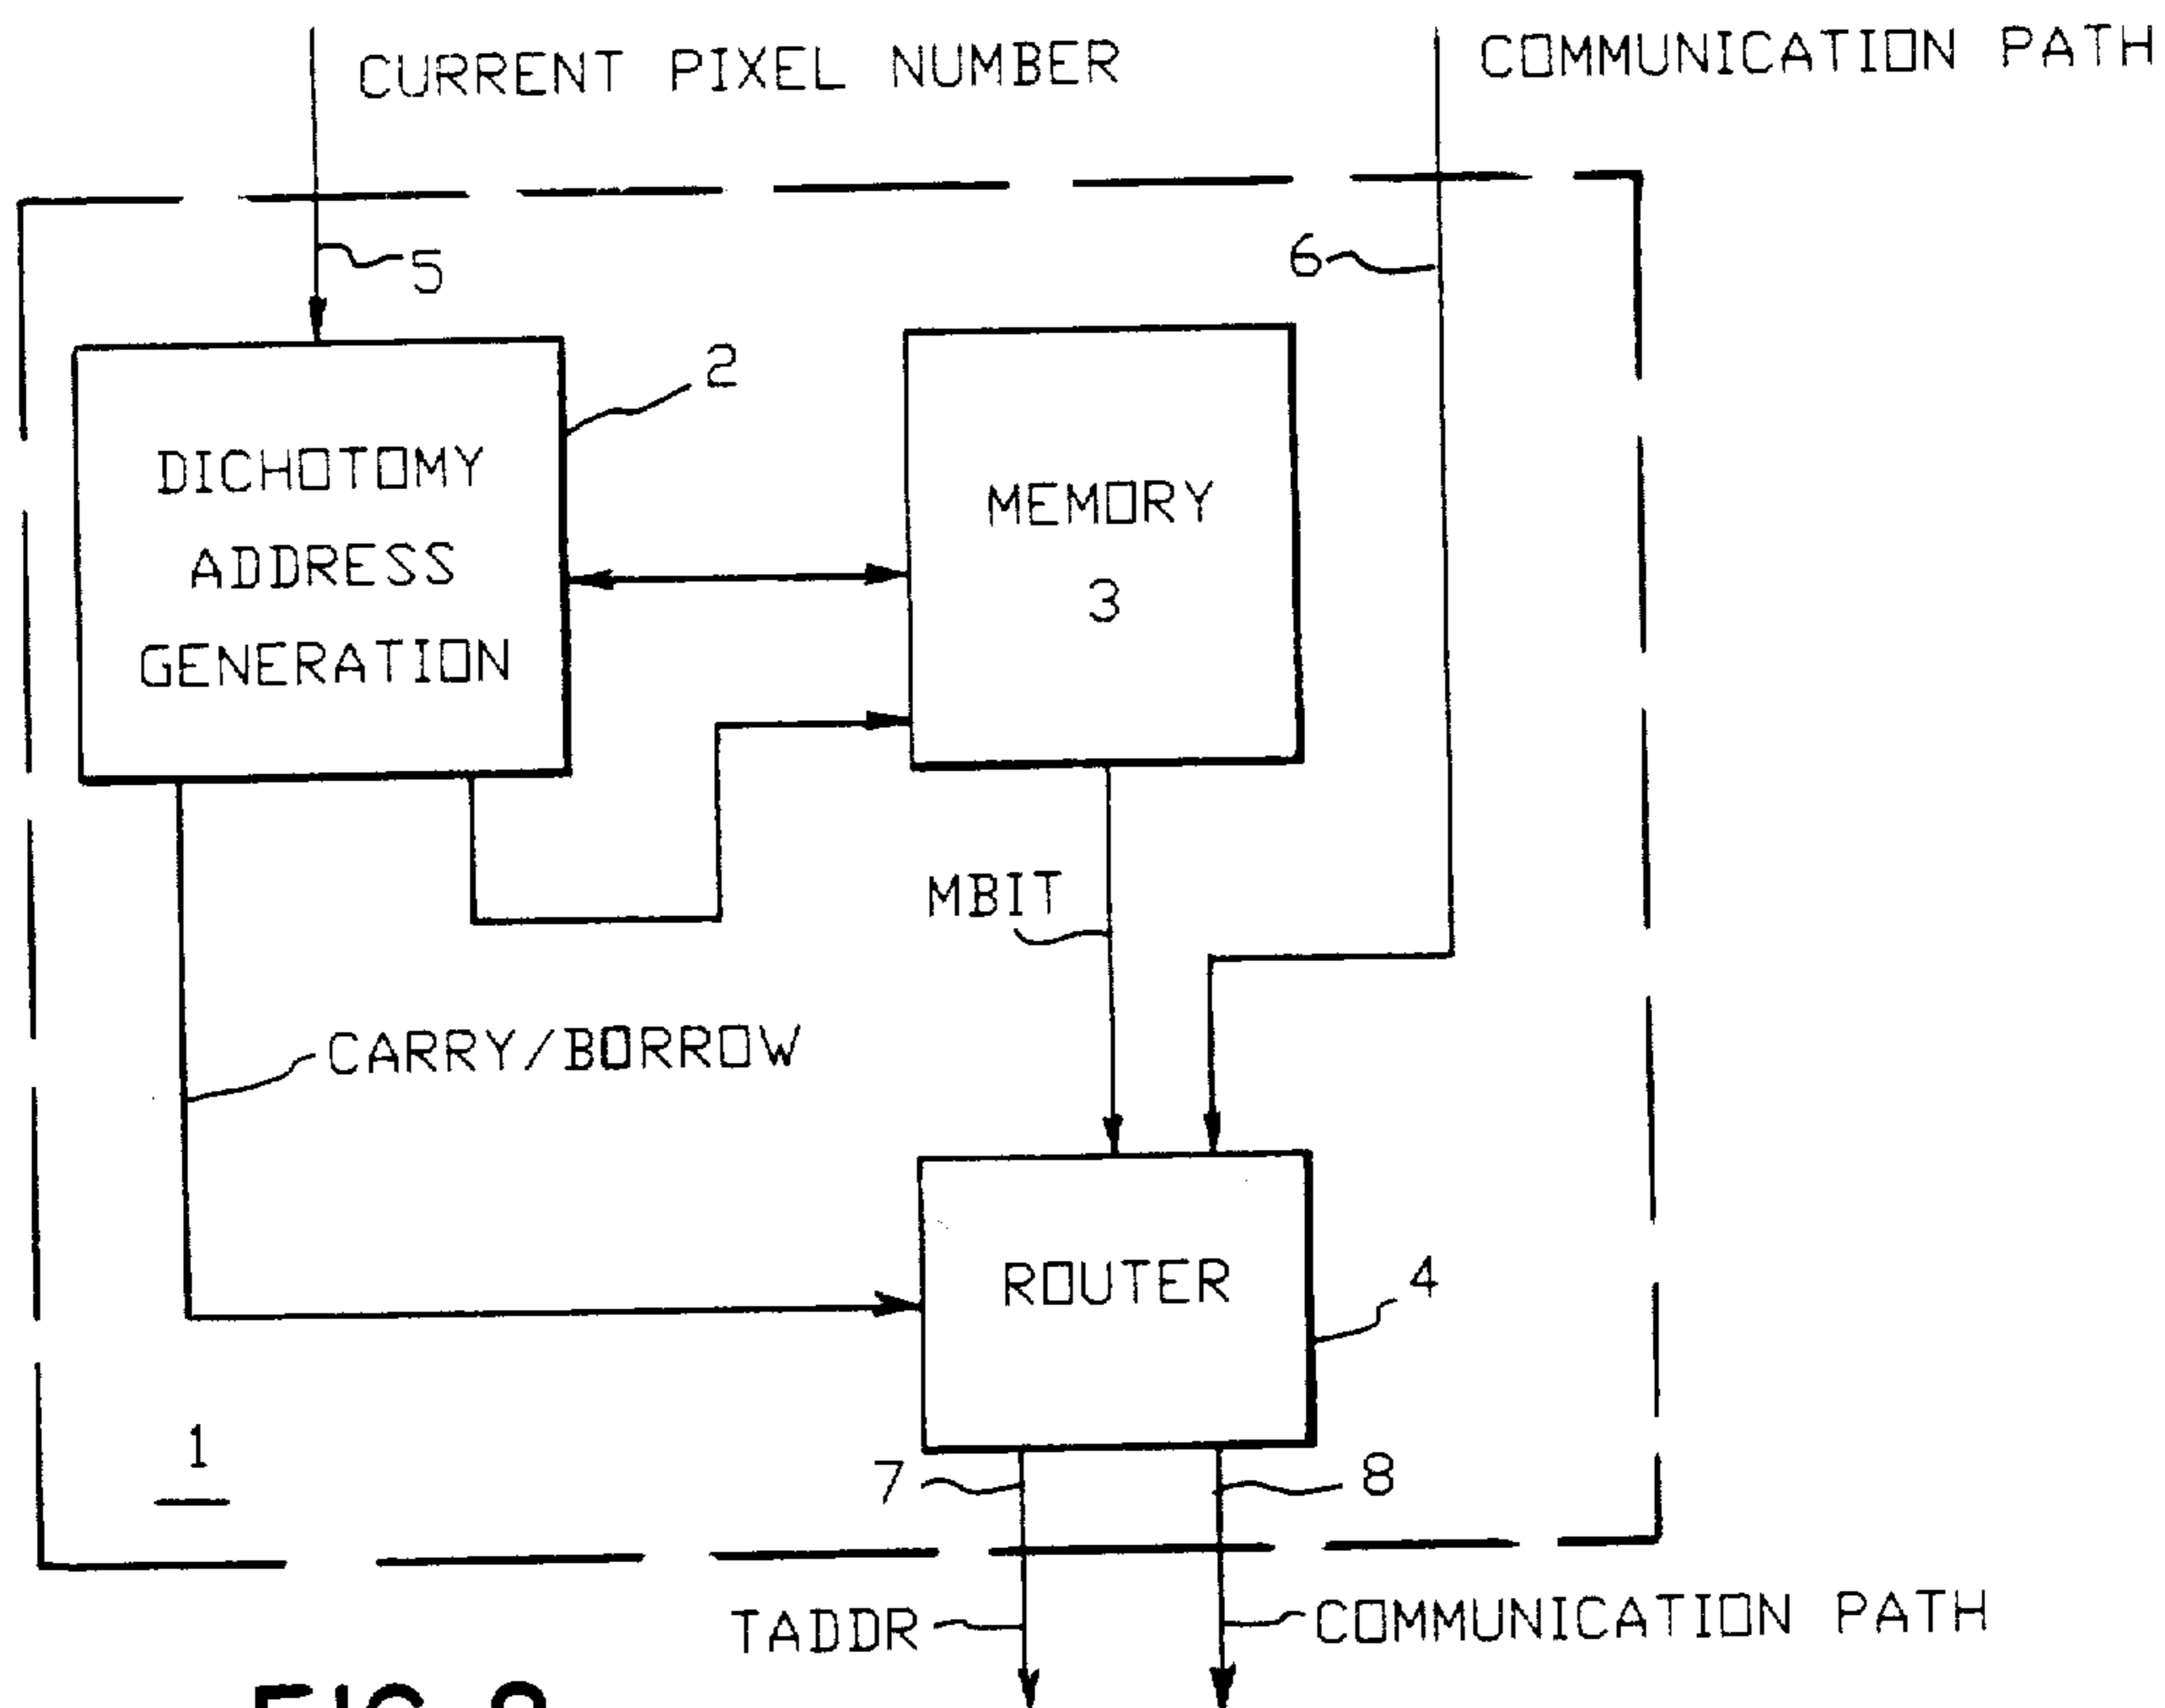 CURRENT PIXEL NUMBER
COMMUNICATION PATH
5
6
2
DICHOTOMY
ADDRESS
GENERATION
MEMORY
3
MBIT
CARRY/BORROW
ROUTER
4
1
7
8
TADDR
COMMUNICATION PATH